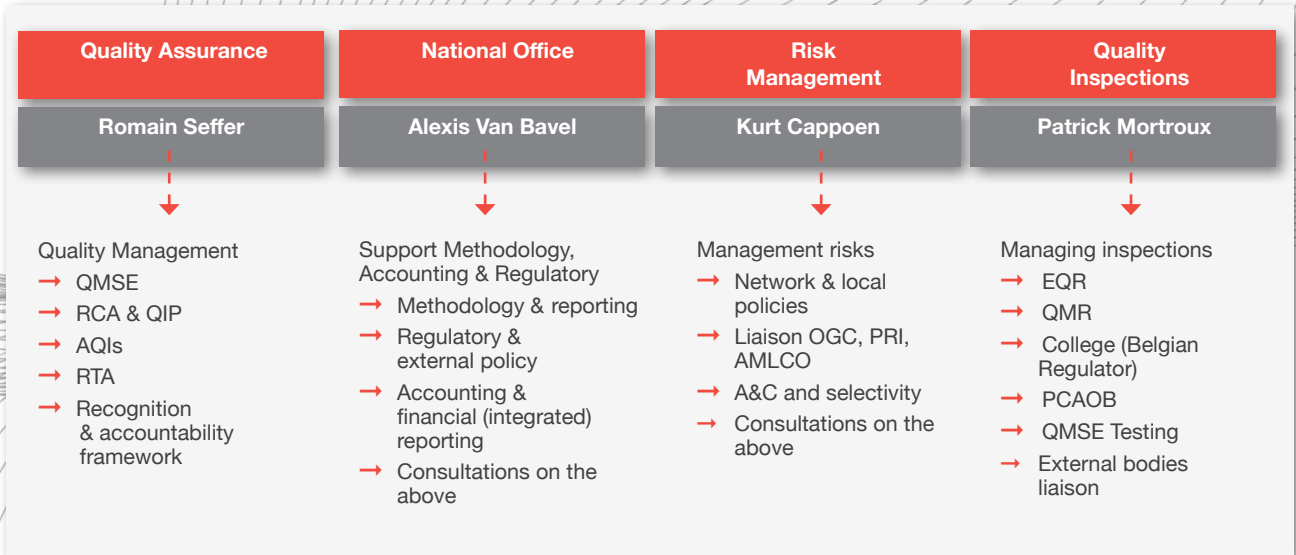 Quality Assurance
Romain Seffer
Quality Management
→ QMSE
→ RCA & QIP
→ AQIs
→ RTA
→ Recognition
& accountability
framework
National Office
Alexis Van Bavel
Support Methodology,
Accounting & Regulatory
→ Methodology & reporting
→ Regulatory &
external policy
→ Accounting &
financial (integrated)
reporting
→ Consultations on the
above
Risk
Management
Kurt Cappoen
Management risks
→ Network & local
policies
→ Liaison OGC, PRI,
AMLCO
→ A&C and selectivity
→ Consultations on the
above
Quality
Inspections
Patrick Mortroux
Managing inspections
→ EQR
→ QMR
→ College (Belgian
Regulator)
→ PCAOB
→ QMSE Testing
→ External bodies
liaison